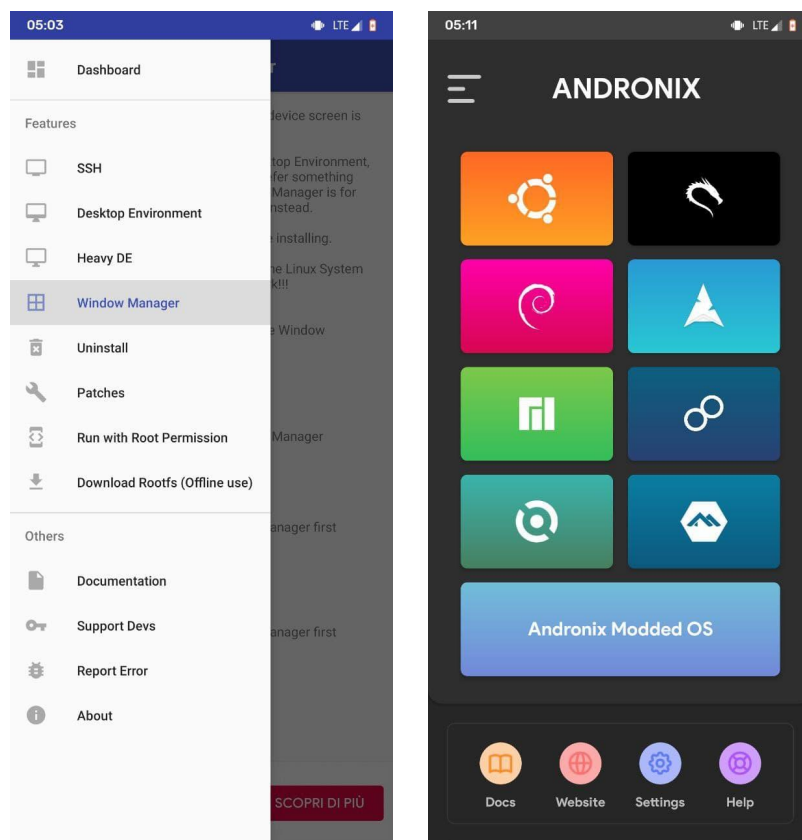 05:03
LTE
Dashboard
r
Features
device screen is
SSH
top Environment,
fer something
Manager is for
nstead.
Desktop Environment
installing.
Heavy DE
he Linux System
k!!!
Window Manager
e Window
Uninstall
Patches
Run with Root Permission
Manager
Download Rootfs (Offline use)
anager first
Others
Documentation
Support Devs
anager first
Report Error
About
SCOPRI DI PIÙ
05:11
LTE
ANDRONIX
Andronix Modded OS
Docs
Website
Settings
Help